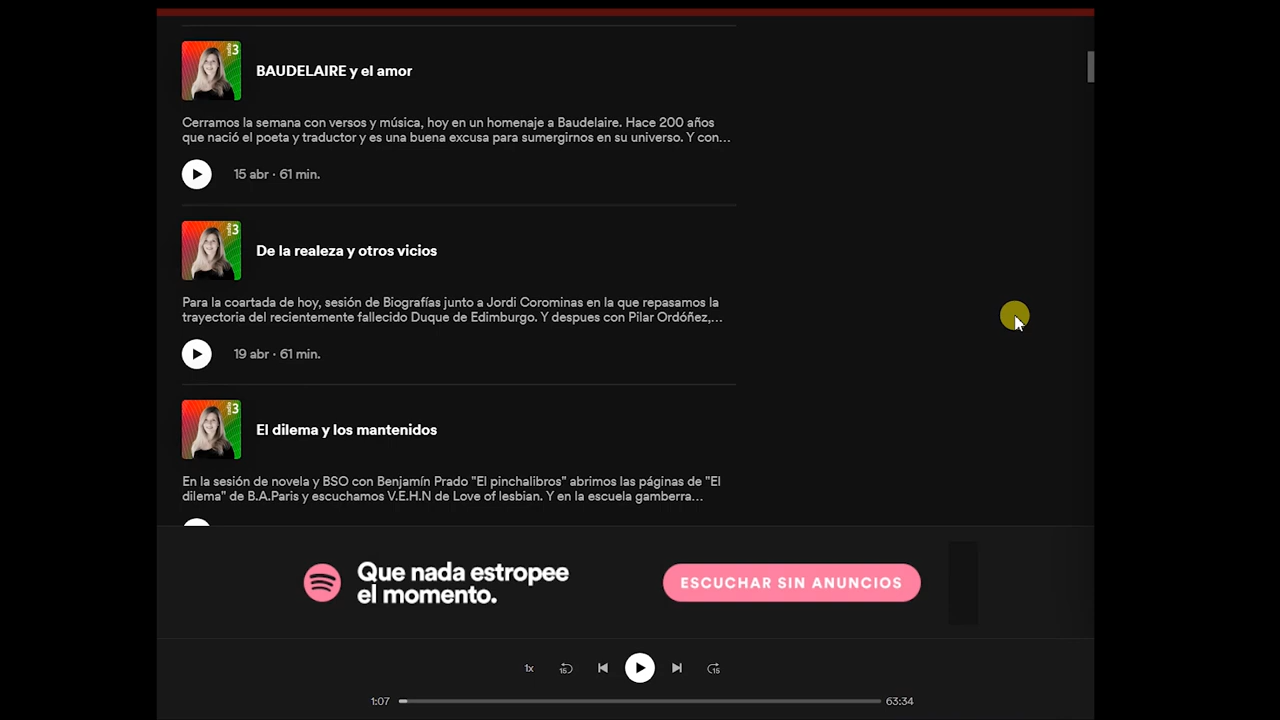 3
BAUDELAIRE y el amor
Cerramos la semana con versos y música, hoy en un homenaje a Baudelaire. Hace 200 años
que nació el poeta y traductor y es una buena excusa para sumergirnos en su universo. Y con...
15 abr · 61 min.
3
De la realeza y otros vicios
Para la coartada de hoy, sesión de Biografías junto a Jordi Corominas en la que repasamos la
trayectoria del recientemente fallecido Duque de Edimburgo. Y despues con Pilar Ordóñez,...
19 abr · 61 min.
3
El dilema y los mantenidos
En la sesión de novela y BSO con Benjamín Prado "El pinchalibros" abrimos las páginas de "El
dilema" de B.A.Paris y escuchamos V.E.H.N de Love of lesbian. Y en la escuela gamberra...
Que nada estropee
el momento.
ESCUCHAR SIN ANUNCIOS
1x
15
15
1:07
63:34